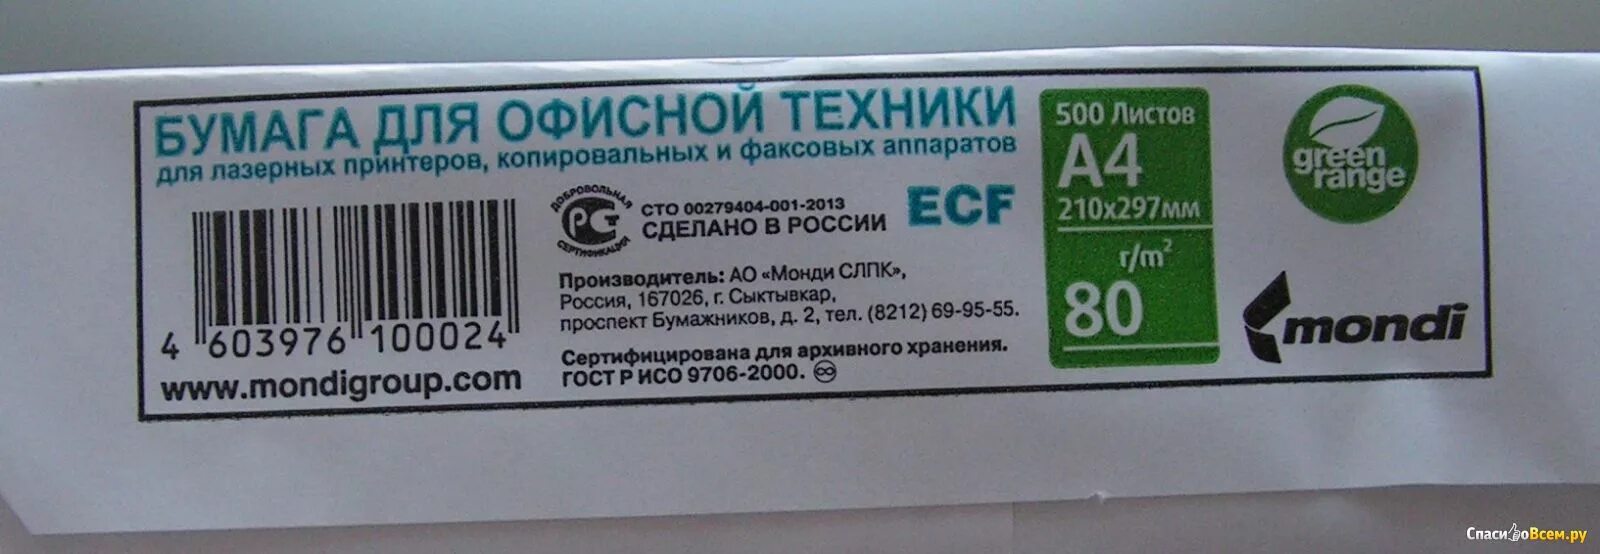 БУМАГА ДЛЯ ОФИСНОЙ ТЕХНИКИ
для лазерных принтеров, копировальных и факсовых аппаратов
4 603976 100024
www.mondigroup.com
ДОБРОВОЛЬНАЯ
РСТ
СЕРТИФИКАЦИЯ
СТО 00279404-001-2013
СДЕЛАНО В РОССИИ
ECF
Производитель: АО «Монди СЛПК»,
Россия, 167026, г. Сыктывкар,
проспект Бумажников, д. 2, тел. (8212) 69-95-55.
Сертифицирована для архивного хранения.
ГОСТ Р ИСО 9706-2000.
500 Листов
А4
210x297мм
г/m²
80
green
range
mondi
СпасибоВсем.ру